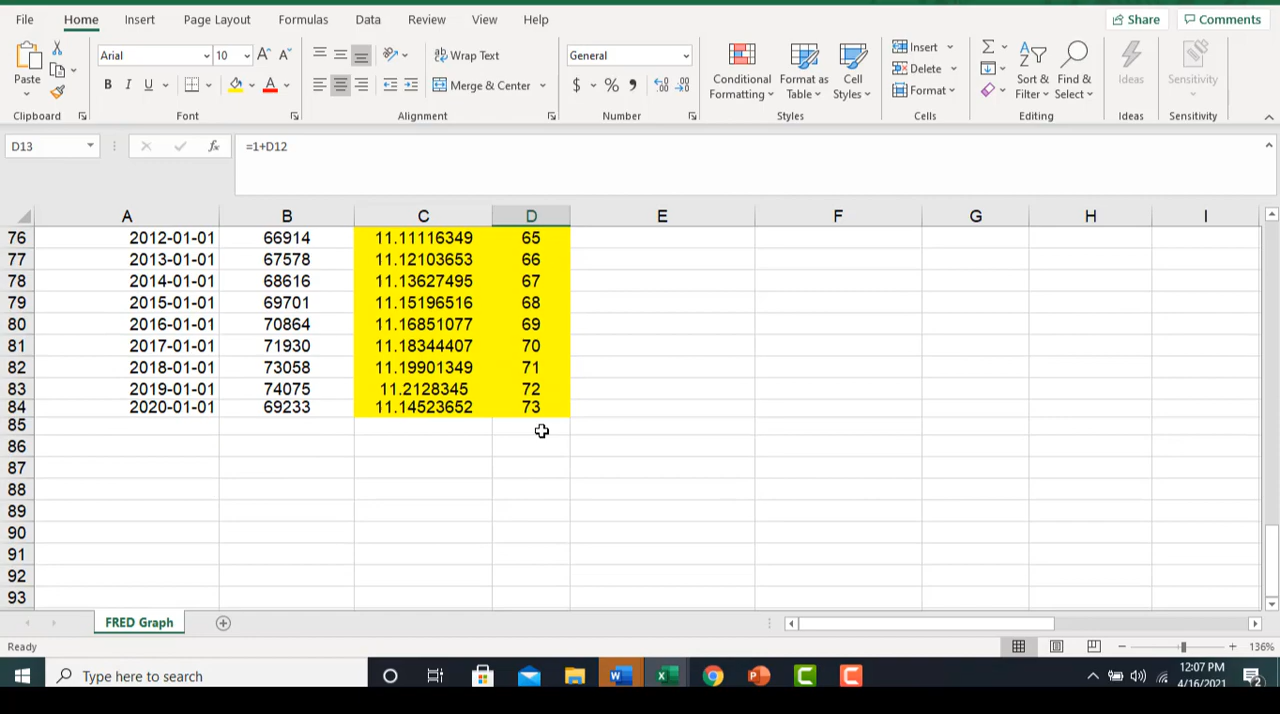 File Home Insert Page Layout Formulas Data Review View Help Share Comments
Paste Arial 10 Wrap Text General Conditional Formatting Format as Table Cell Styles Insert Sort & Filter Find & Select Ideas Sensitivity
B I U Merge & Center $ % , Delete
Format
Clipboard Font Alignment Number Styles Cells Editing Ideas Sensitivity
D13 fx =1+D12
A B C D E F G H I
76 2012-01-01 66914 11.11116349 65
77 2013-01-01 67578 11.12103653 66
78 2014-01-01 68616 11.13627495 67
79 2015-01-01 69701 11.15196516 68
80 2016-01-01 70864 11.16851077 69
81 2017-01-01 71930 11.18344407 70
82 2018-01-01 73058 11.19901349 71
83 2019-01-01 74075 11.2128345 72
84 2020-01-01 69233 11.14523652 73
85
86
87
88
89
90
91
92
93
FRED Graph
Ready 136%
Type here to search 12:07 PM
4/16/2021